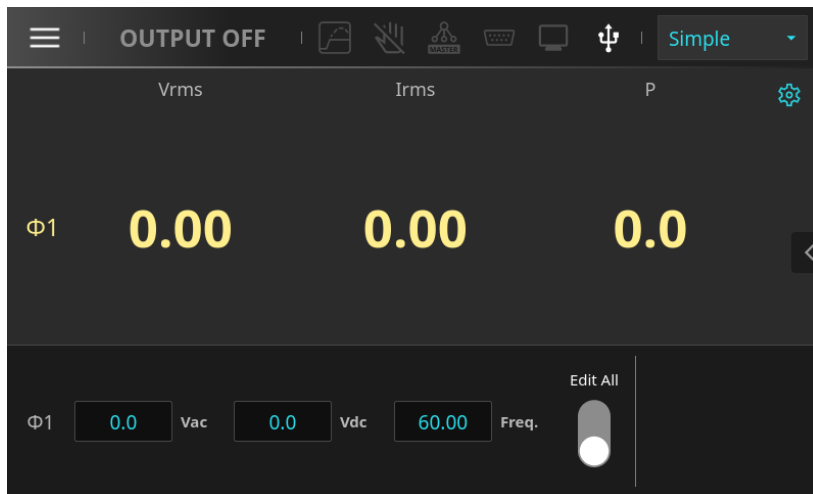 OUTPUT OFF
MASTER
Simple
Vrms Irms P
Φ1 0.00 0.00 0.0
Edit All
Φ1 0.0 Vac 0.0 Vdc 60.00 Freq.